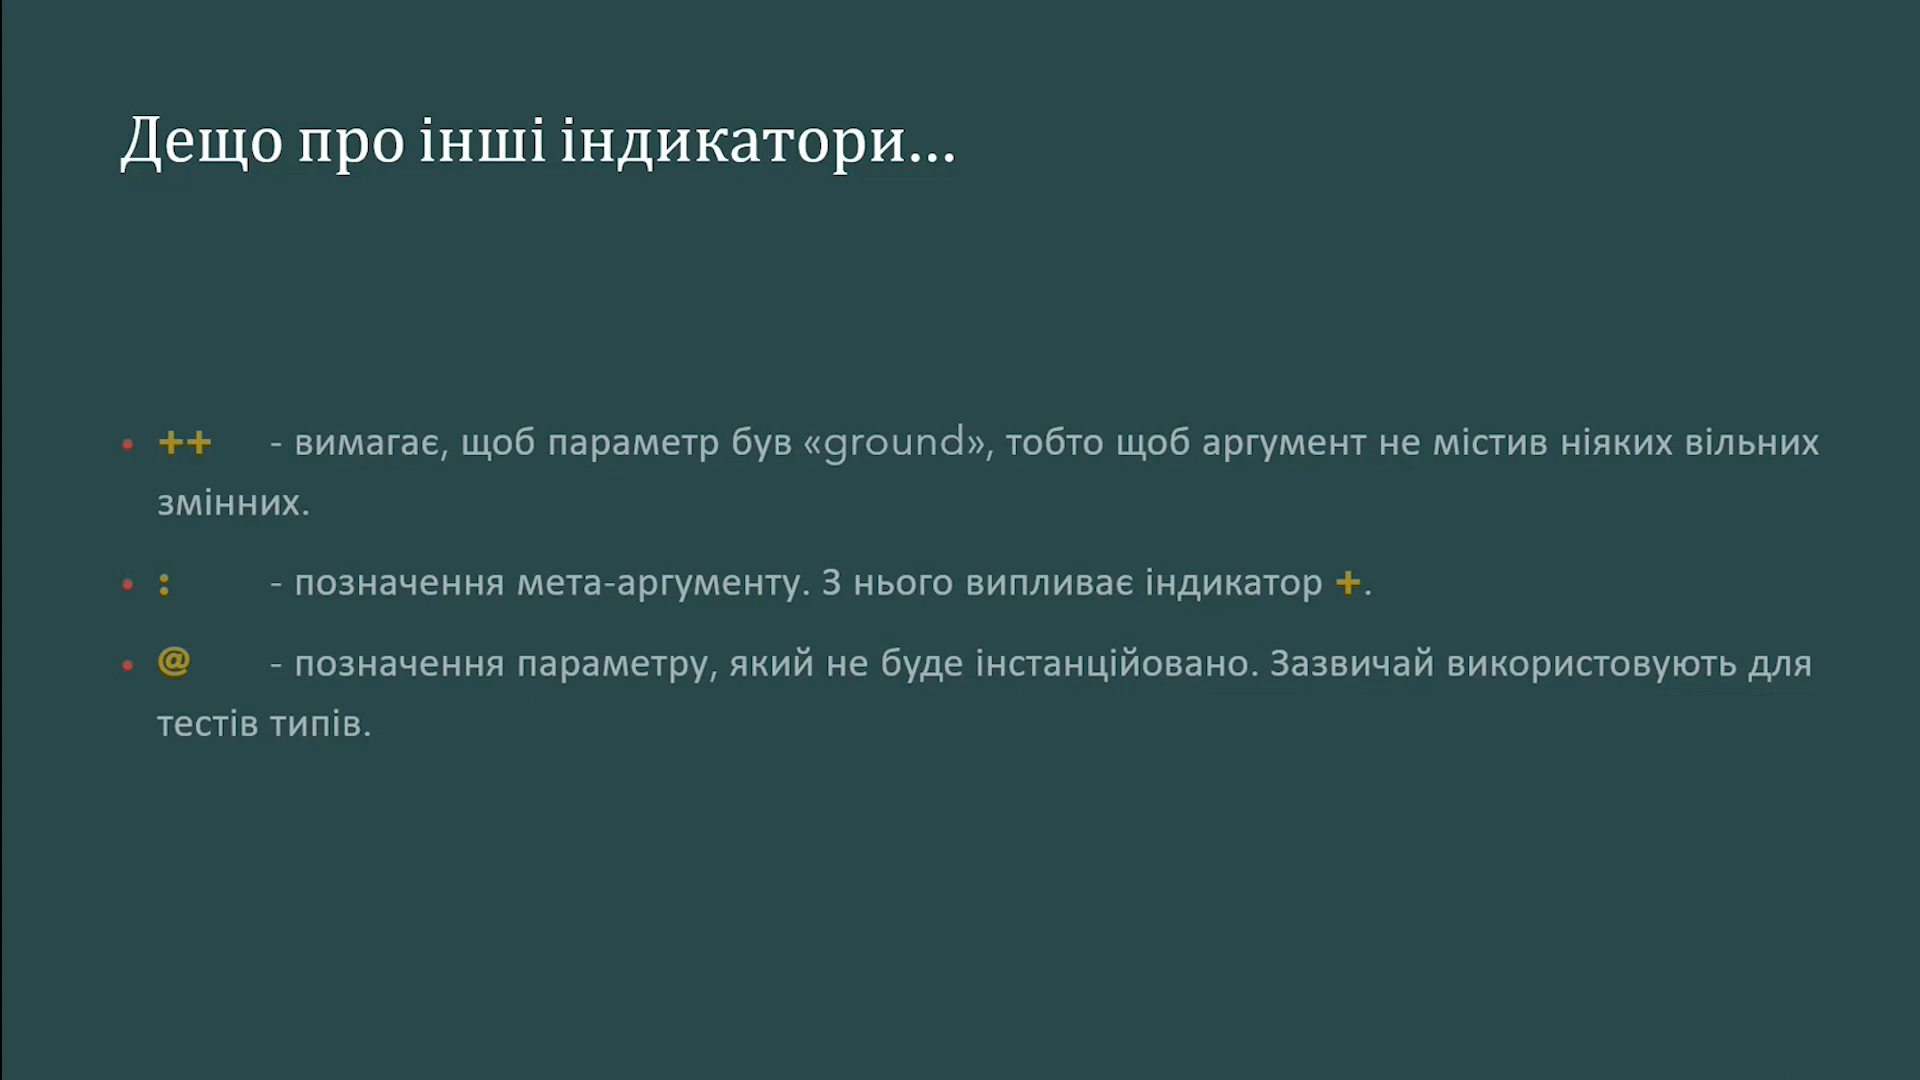 Дещо про інші індикатори...
• ++ - вимагає, щоб параметр був «ground», тобто щоб аргумент не містив ніяких вільних
змінних.
• : - позначення мета-аргументу. З нього випливає індикатор +.
• @ - позначення параметру, який не буде інстанційовано. Зазвичай використовують для
тестів типів.